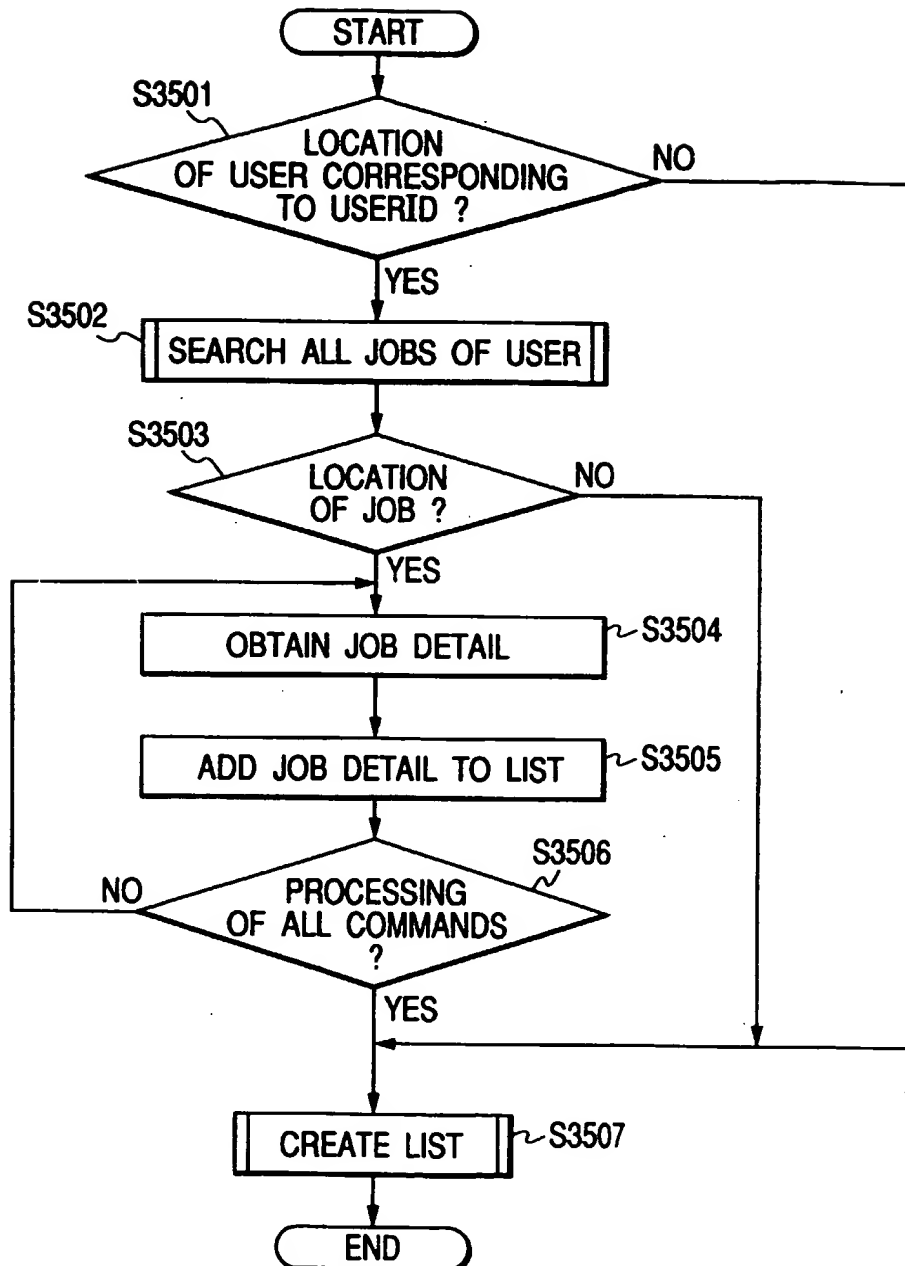 START
S3501
LOCATION
OF USER CORRESPONDING
TO USERID ?
NO
YES
S3502
SEARCH ALL JOBS OF USER
S3503
LOCATION
OF JOB ?
NO
YES
OBTAIN JOB DETAIL
S3504
ADD JOB DETAIL TO LIST
S3505
S3506
NO
PROCESSING
OF ALL COMMANDS
?
YES
CREATE LIST
S3507
END